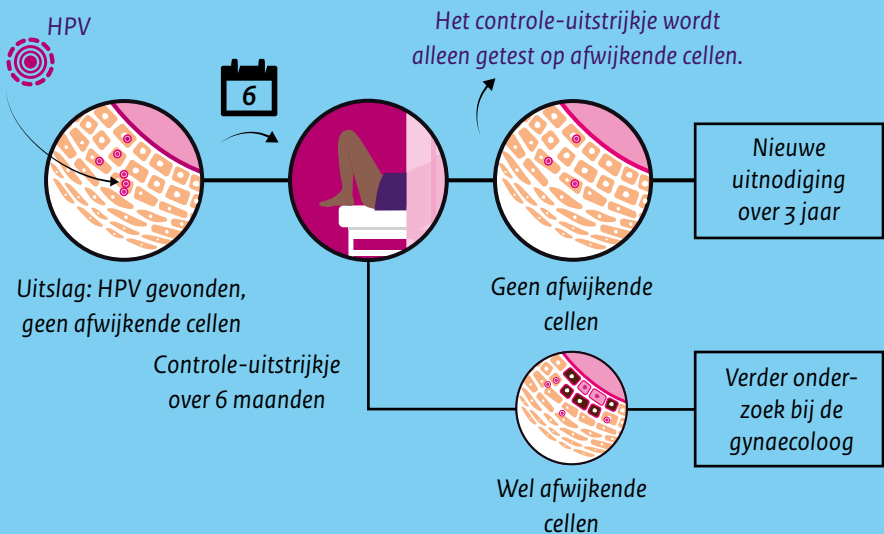 HPV
Het controle-uitstrijkje wordt
alleen getest op afwijkende cellen.
6
Uitslag: HPV gevonden,
geen afwijkende cellen
Controle-uitstrijkje
over 6 maanden
Geen afwijkende
cellen
Nieuwe
uitnodiging
over 3 jaar
Wel afwijkende
cellen
Verder onder-
zoek bij de
gynaecoloog